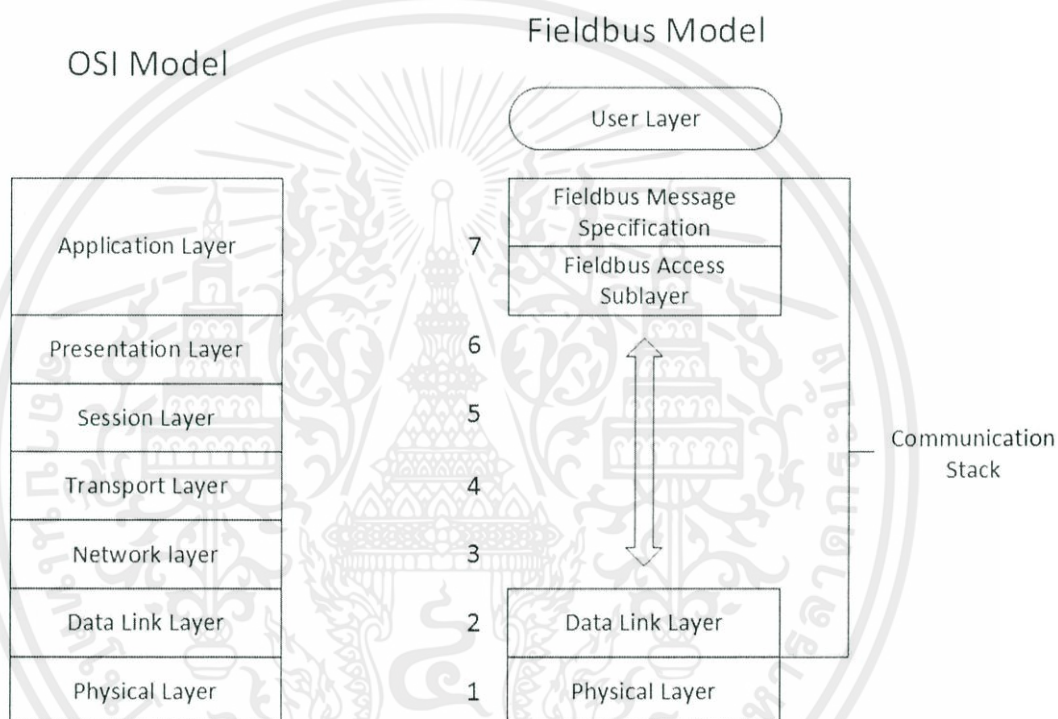 OSI Model
Fieldbus Model
User Layer
Application Layer
7
Fieldbus Message
Specification
Fieldbus Access
Sublayer
Presentation Layer
6
Session Layer
5
Transport Layer
4
Network layer
3
Data Link Layer
2
Data Link Layer
Physical Layer
1
Physical Layer
Communication
Stack